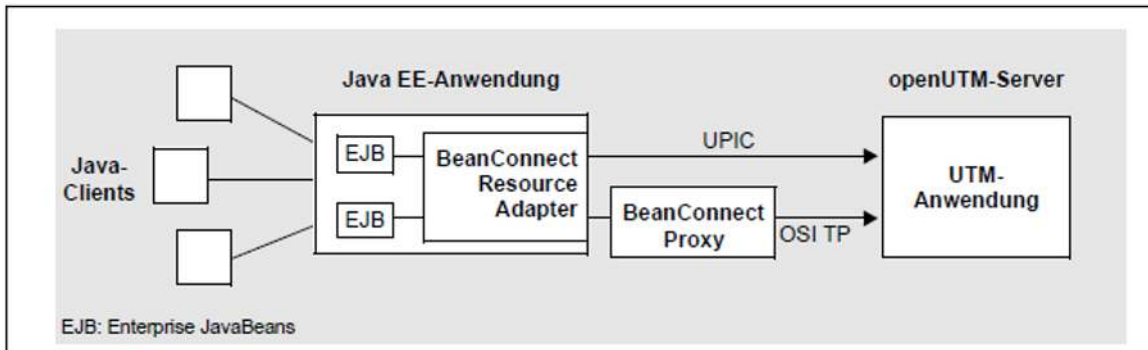 Java EE-Anwendung
openUTM-Server
Java-
Clients
EJB
EJB
BeanConnect
Resource
Adapter
UPIC
BeanConnect
Proxy
OSI TP
UTM-
Anwendung
EJB: Enterprise JavaBeans